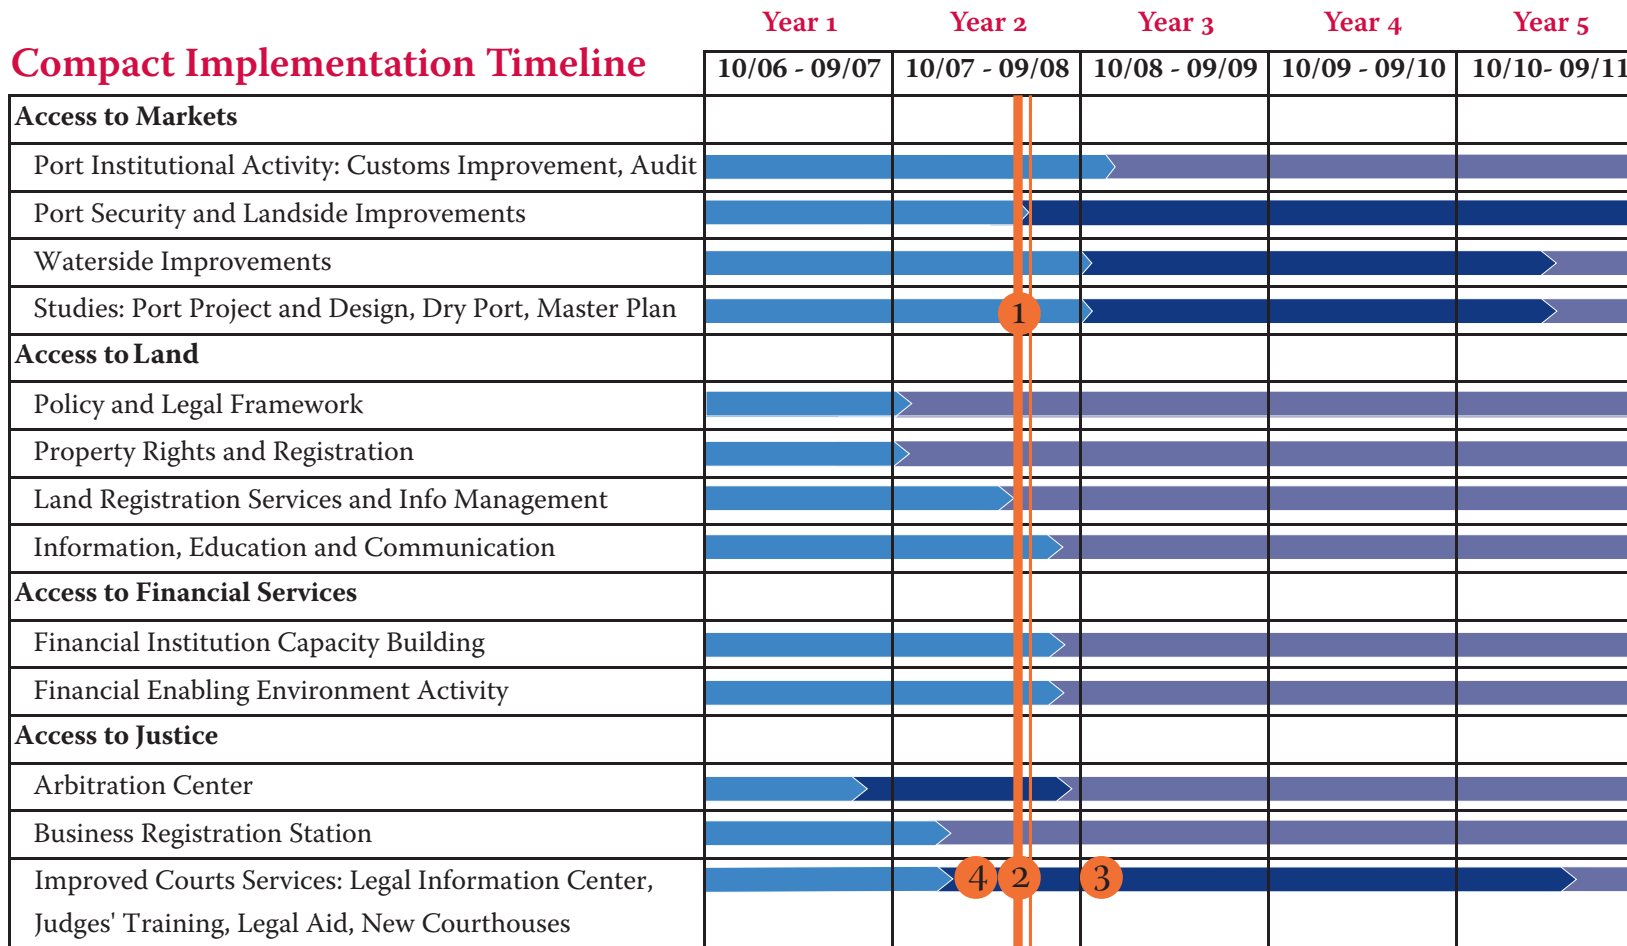 Year 1 Year 2 Year 3 Year 4 Year 5
Compact Implementation Timeline
10/06 - 09/07 10/07 - 09/08 10/08 - 09/09 10/09 - 09/10 10/10- 09/11
Access to Markets
Port Institutional Activity: Customs Improvement, Audit
Port Security and Landside Improvements
Waterside Improvements
Studies: Port Project and Design, Dry Port, Master Plan
1
Access to Land
Policy and Legal Framework
Property Rights and Registration
Land Registration Services and Info Management
Information, Education and Communication
Access to Financial Services
Financial Institution Capacity Building
Financial Enabling Environment Activity
Access to Justice
Arbitration Center
Business Registration Station
Improved Courts Services: Legal Information Center,
Judges' Training, Legal Aid, New Courthouses
4 2 3